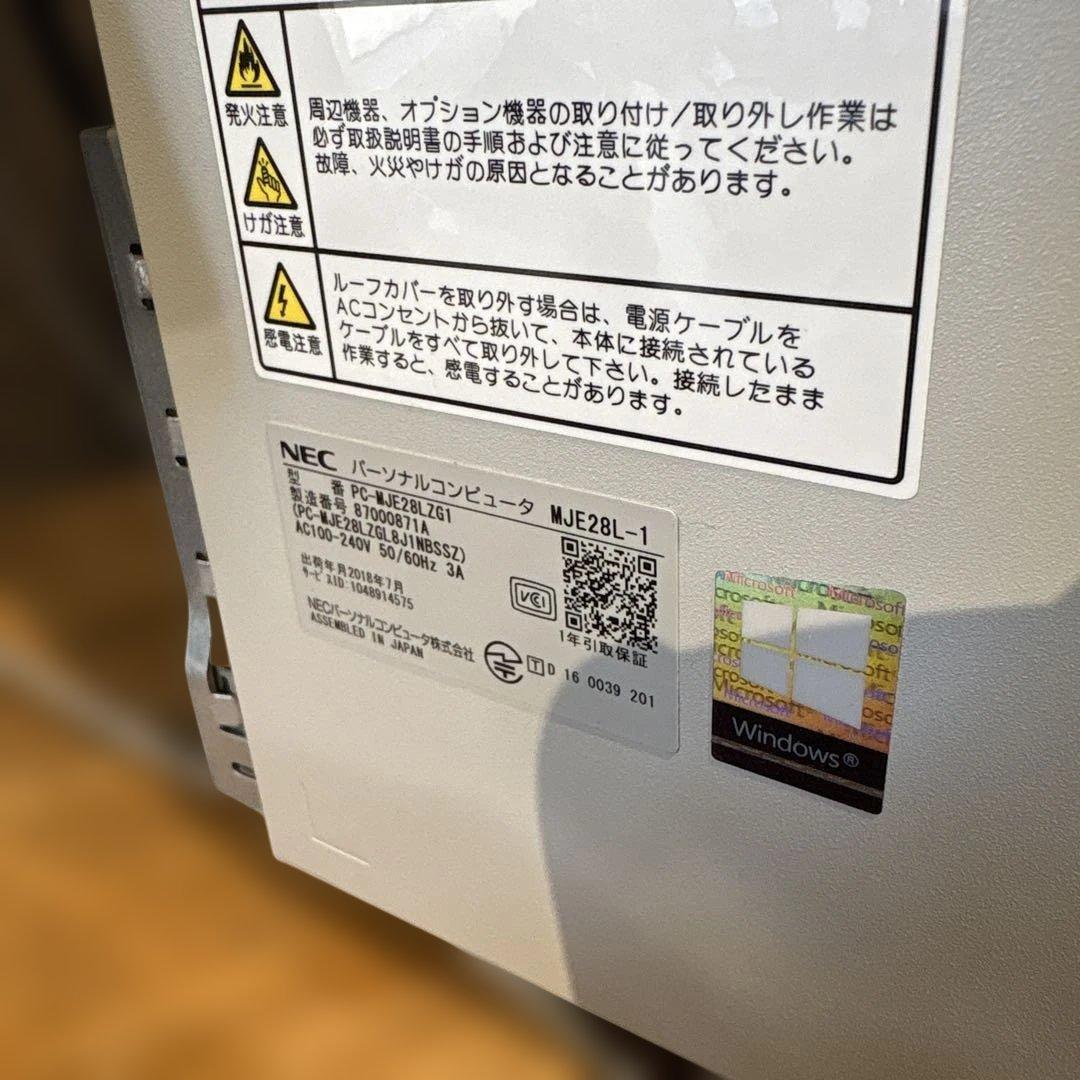 発火注意
けが注意
周辺機器、オプション機器の取り付け/取り外し作業は
必ず取扱説明書の手順および注意に従ってください。
故障、火災やけがの原因となることがあります。
感電注意
ルーフカバーを取り外す場合は、電源ケーブルを
ACコンセントから抜いて、本体に接続されている
ケーブルをすべて取り外して下さい。接続したまま
作業すると、感電することがあります。
NEC パーソナルコンピュータ MJE28L-1
型 番 PC-MJE28LZG1
製造番号 87000871A
(PC-MJE28LZGL8J1NBSSZ)
AC100-240V 50/60Hz 3A
出荷年月2018年7月
サービスID:1048914575
NECパーソナルコンピュータ株式会社
ASSEMBLED IN JAPAN
VCI
1年引取保証
T D 16 0039 201
Microsoft
Windows®